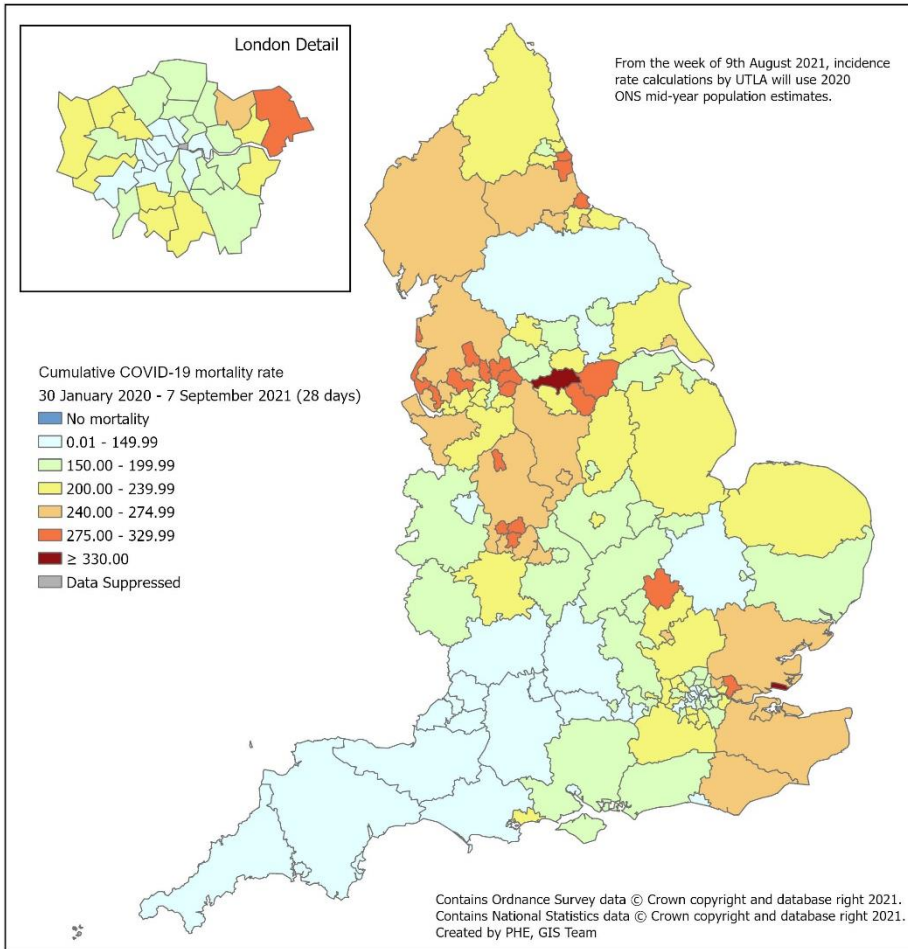 London Detail
From the week of 9th August 2021, incidence
rate calculations by UTLA will use 2020
ONS mid-year population estimates.
Cumulative COVID-19 mortality rate
30 January 2020 - 7 September 2021 (28 days)
No mortality
0.01 - 149.99
150.00 - 199.99
200.00 - 239.99
240.00 - 274.99
275.00 - 329.99
≥ 330.00
Data Suppressed
Contains Ordnance Survey data © Crown copyright and database right 2021.
Contains National Statistics data © Crown copyright and database right 2021.
Created by PHE, GIS Team